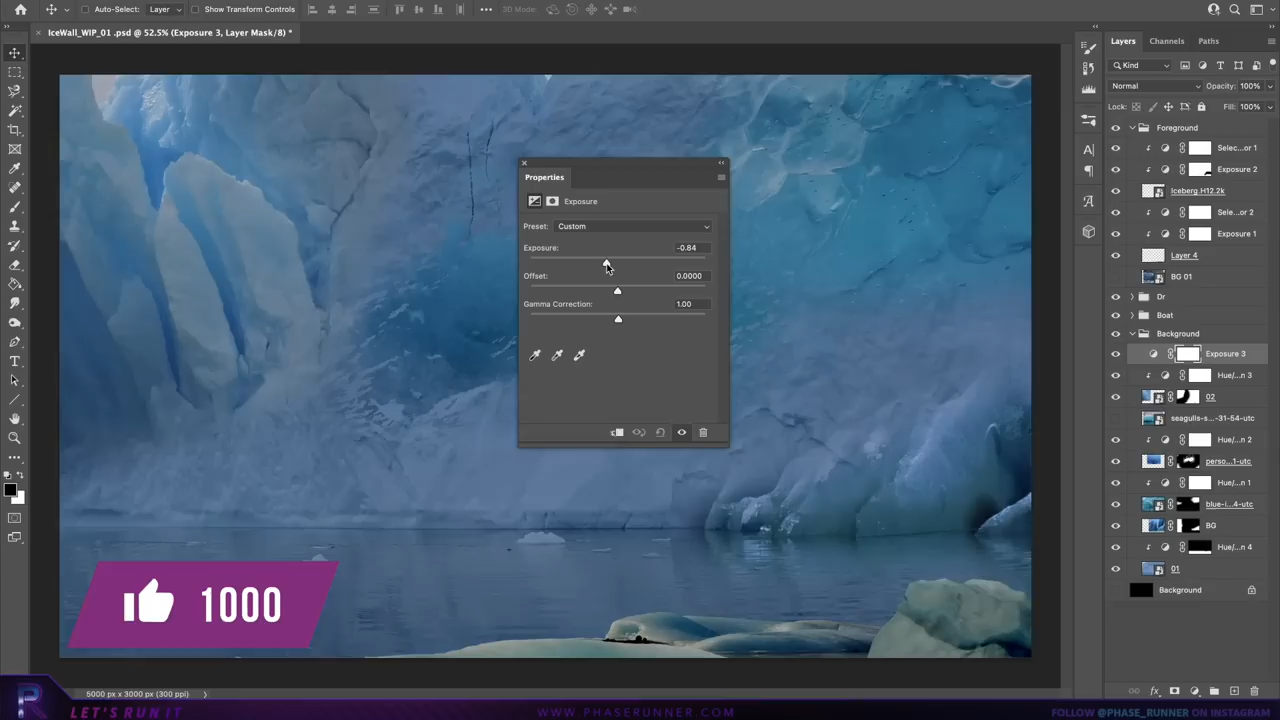 Auto-Select: Layer Show Transform Controls 3D Mode:
IceWall_WIP_01 .psd @ 52.5% (Exposure 3, Layer Mask/8) *
Properties
Exposure
Preset: Custom
Exposure: -0.84
Offset: 0.0000
Gamma Correction: 1.00
Layers Channels Paths
Kind
Normal Opacity: 100%
Lock: Fill: 100%
Foreground
Selec...or 1
Exposure 2
Iceberg.H12.2k
Sele...or 2
Exposure 1
Layer 4
BG 01
Dr
Boat
Background
Exposure 3
Hue/...n 3
02
seagulls-s...-31-54-utc
Hue/...n 2
perso...1-utc
Hue/...n 1
blue-i...4-utc
BG
Hue/...n 4
01
Background
1000
5000 px x 3000 px (300 ppi)
LET'S RUN IT
WWW.PHASERUNNER.COM
FOLLOW @PHASE_RUNNER ON INSTAGRAM